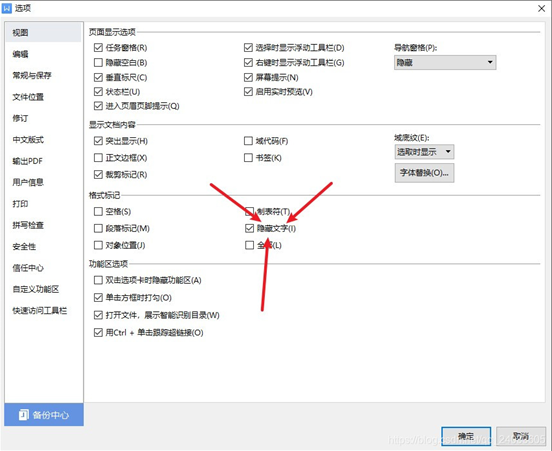 选项
视图
编辑
常规与保存
文件位置
修订
中文版式
输出PDF
用户信息
打印
拼写检查
安全性
信任中心
自定义功能区
快速访问工具栏
备份中心
页面显示选项
任务窗格(R)
选择时显示浮动工具栏(D)
导航窗格(P):
隐藏空白(B)
右键时显示浮动工具栏(G)
隐藏
垂直标尺(C)
屏幕提示(N)
状态栏(U)
启用实时预览(V)
进入页眉页脚提示(Q)
显示文档内容
突出显示(H)
域代码(F)
域底纹(E):
正文边框(X)
书签(K)
选取时显示
裁剪标记(R)
字体替换(O)...
格式标记
空格(S)
制表符(T)
段落标记(M)
隐藏文字(I)
对象位置(J)
(L)
功能区选项
双击选项卡时隐藏功能区(A)
单击方框时打勾(O)
打开文件，展示智能识别目录(W)
用Ctrl + 单击跟踪超链接(O)
确定
取消